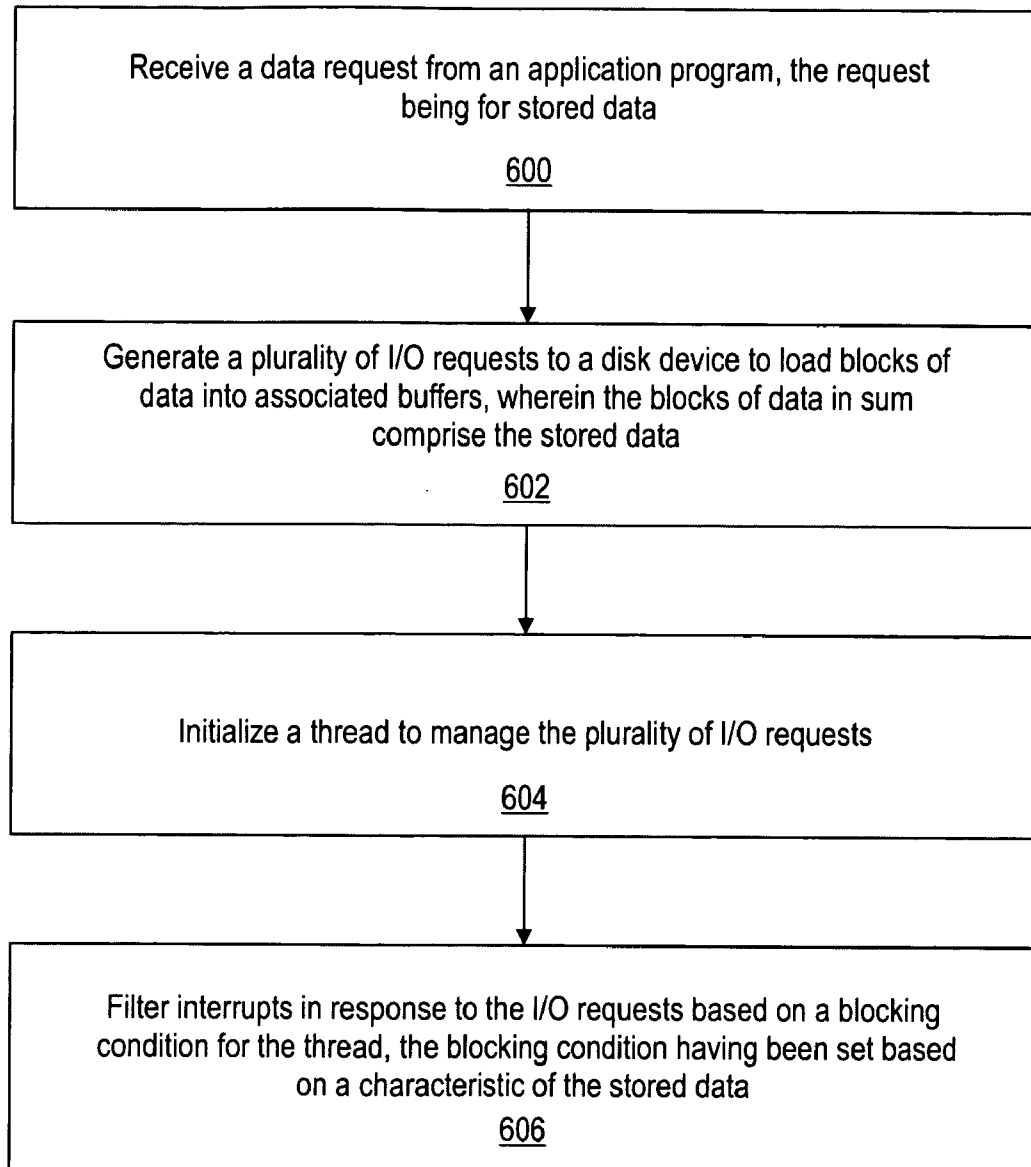 Receive a data request from an application program, the request
being for stored data
600
Generate a plurality of I/O requests to a disk device to load blocks of
data into associated buffers, wherein the blocks of data in sum
comprise the stored data
602
Initialize a thread to manage the plurality of I/O requests
604
Filter interrupts in response to the I/O requests based on a blocking
condition for the thread, the blocking condition having been set based
on a characteristic of the stored data
606